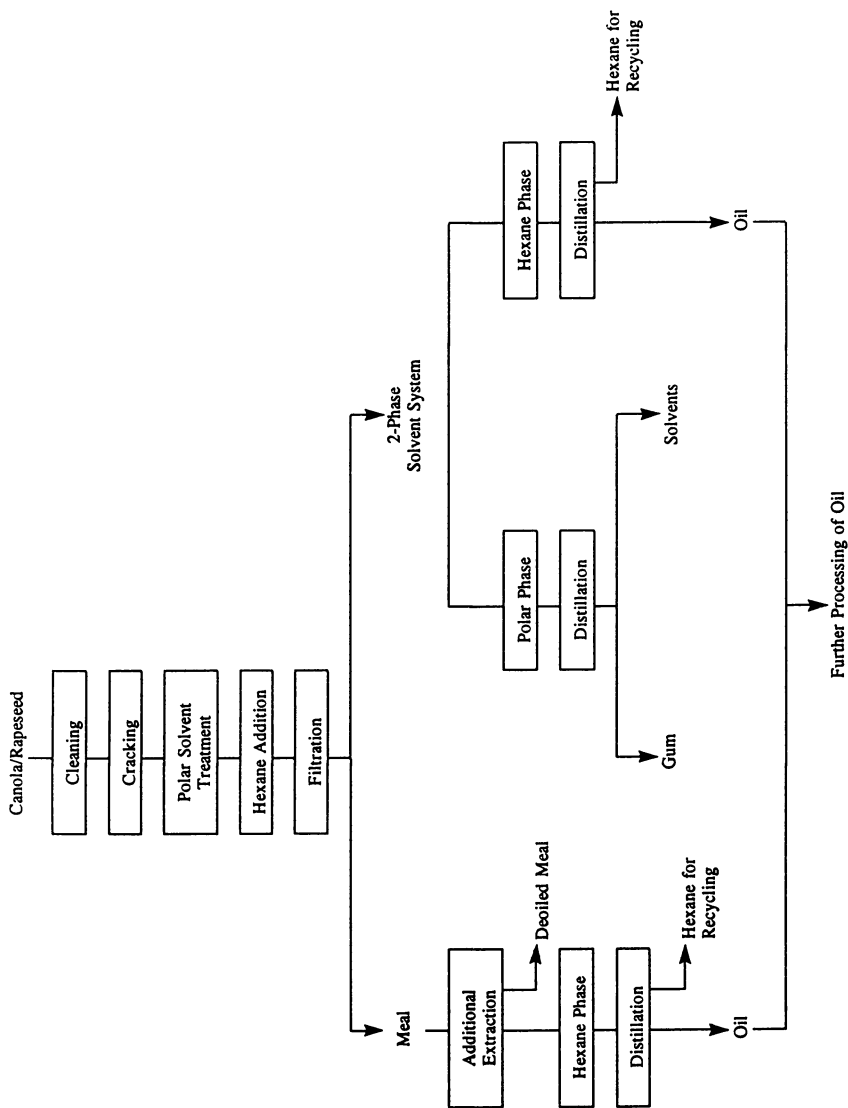 Canola/Rapeseed
Cleaning
Cracking
Polar Solvent
Treatment
Hexane Addition
Filtration
Meal
Additional
Extraction
Deoiled Meal
Hexane Phase
Distillation
Hexane for
Recycling
Oil
2-Phase
Solvent System
Polar Phase
Distillation
Gum
Solvents
Hexane Phase
Distillation
Hexane for
Recycling
Oil
Further Processing of Oil